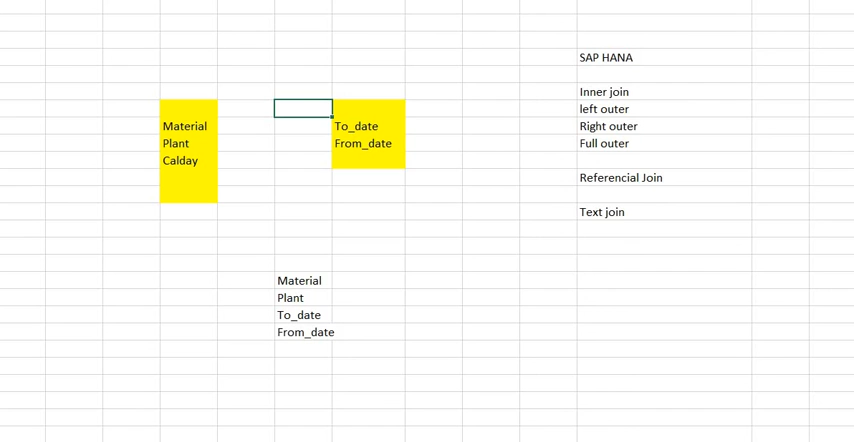 SAP HANA
Inner join
left outer
Material
To_date
Right outer
Plant
From_date
Full outer
Calday
Referencial Join
Text join
Material
Plant
To_date
From_date